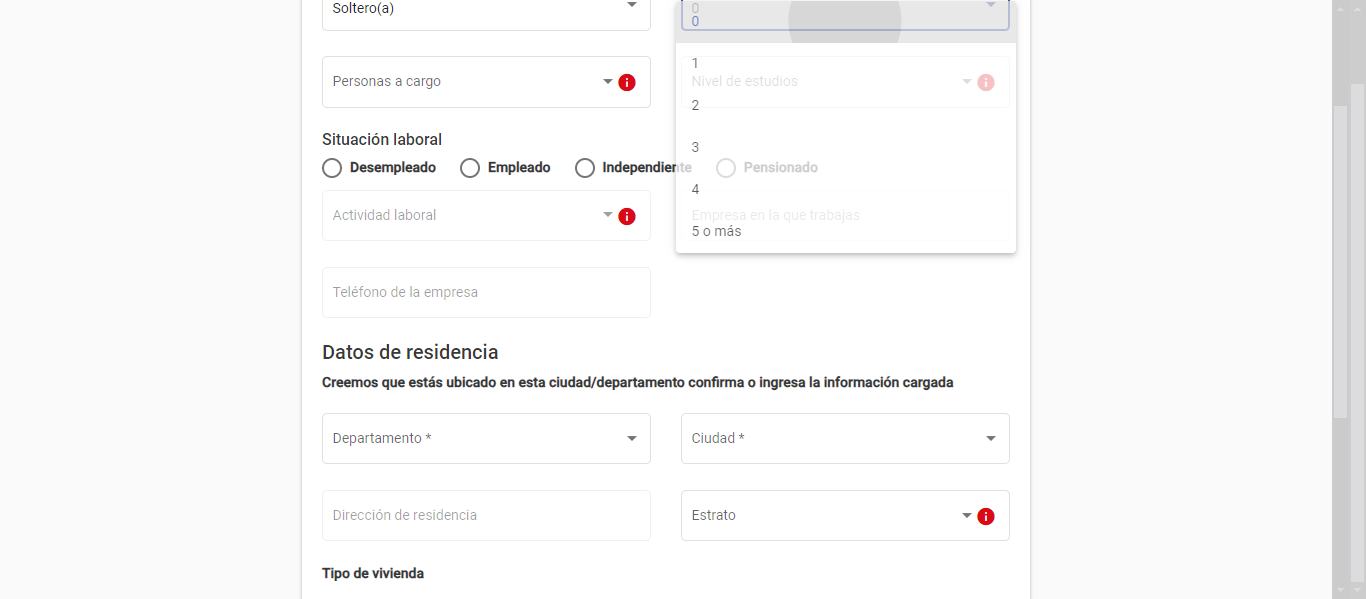 Soltero(a)
0
0
Personas a cargo
1
Nivel de estudios
2
Situación laboral
3
Desempleado Empleado Independiente Pensionado
4
Actividad laboral
Empresa en la que trabajas
5 o más
Teléfono de la empresa
Datos de residencia
Creemos que estás ubicado en esta ciudad/departamento confirma o ingresa la información cargada
Departamento * Ciudad *
Dirección de residencia Estrato
Tipo de vivienda